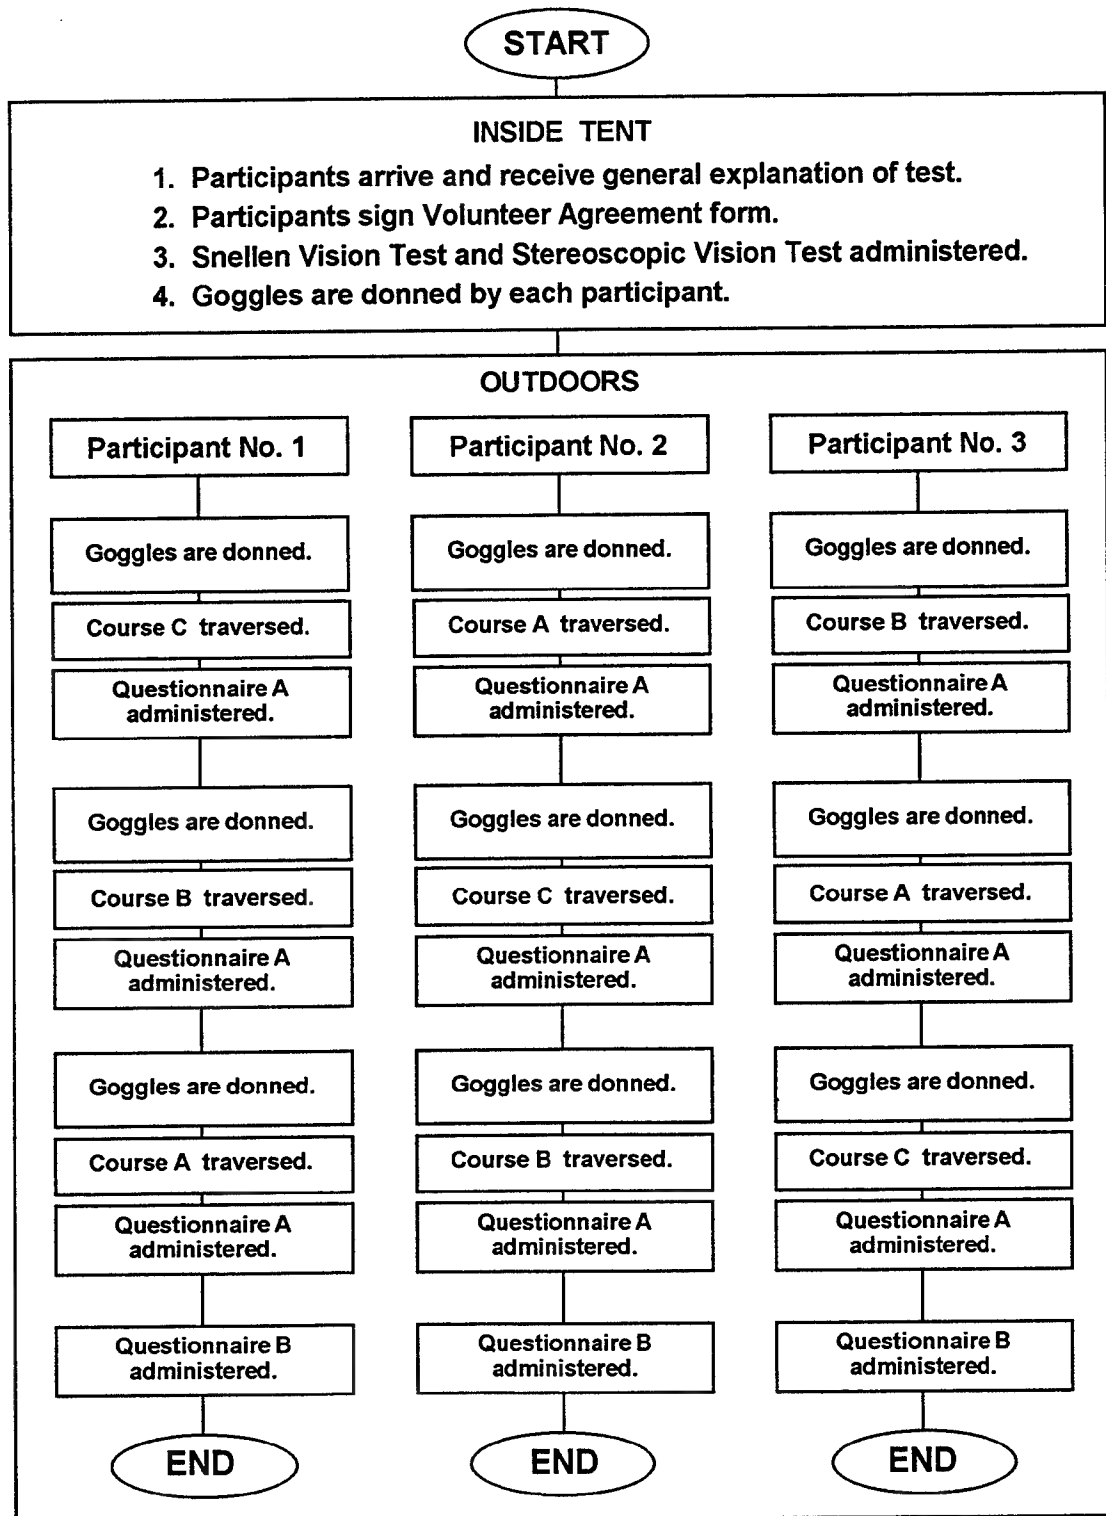 START
INSIDE TENT
1. Participants arrive and receive general explanation of test.
2. Participants sign Volunteer Agreement form.
3. Snellen Vision Test and Stereoscopic Vision Test administered.
4. Goggles are donned by each participant.
OUTDOORS
Participant No. 1
Goggles are donned.
Course C traversed.
Questionnaire A
administered.
Goggles are donned.
Course B traversed.
Questionnaire A
administered.
Goggles are donned.
Course A traversed.
Questionnaire A
administered.
Questionnaire B
administered.
END
Participant No. 2
Goggles are donned.
Course A traversed.
Questionnaire A
administered.
Goggles are donned.
Course C traversed.
Questionnaire A
administered.
Goggles are donned.
Course B traversed.
Questionnaire A
administered.
Questionnaire B
administered.
END
Participant No. 3
Goggles are donned.
Course B traversed.
Questionnaire A
administered.
Goggles are donned.
Course A traversed.
Questionnaire A
administered.
Goggles are donned.
Course C traversed.
Questionnaire A
administered.
Questionnaire B
administered.
END